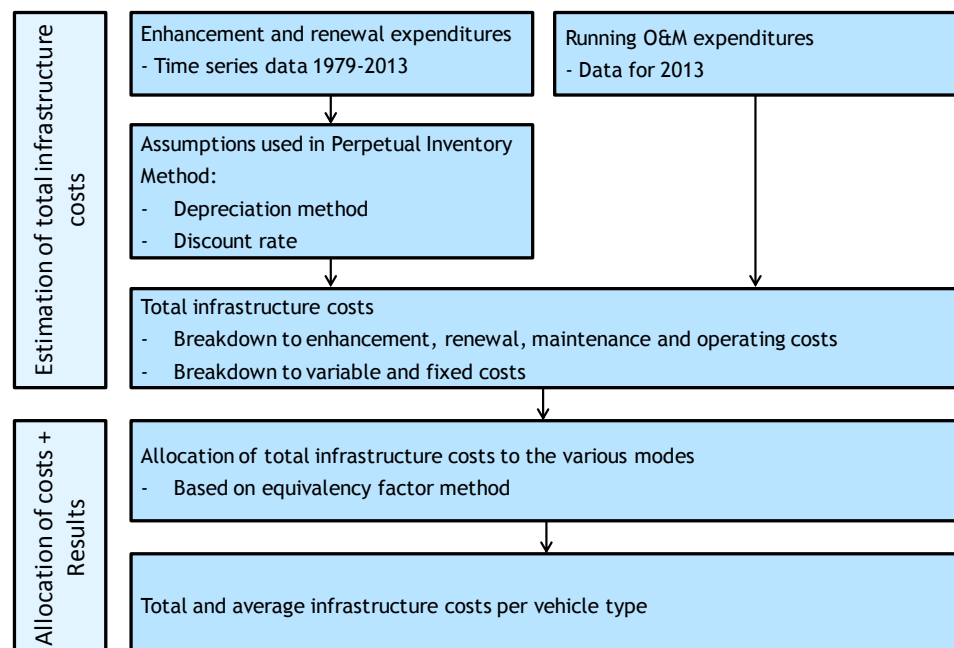 Estimation of total infrastructure
costs
Enhancement and renewal expenditures
- Time series data 1979-2013
Running O&M expenditures
- Data for 2013
Assumptions used in Perpetual Inventory
Method:
- Depreciation method
- Discount rate
Total infrastructure costs
- Breakdown to enhancement, renewal, maintenance and operating costs
- Breakdown to variable and fixed costs
Allocation of costs +
Results
Allocation of total infrastructure costs to the various modes
- Based on equivalency factor method
Total and average infrastructure costs per vehicle type